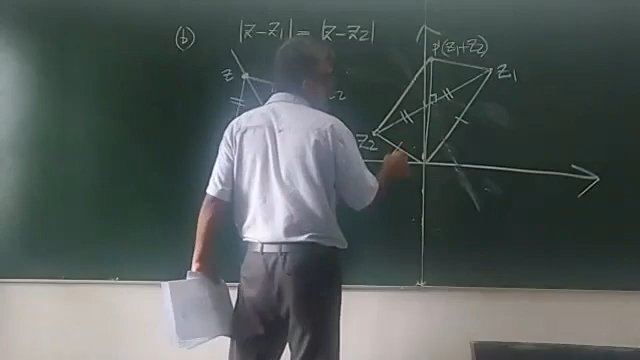 (b) |z-z₁| = |z-z₂|
P(z₁+z₂)
z₁
z
z₂